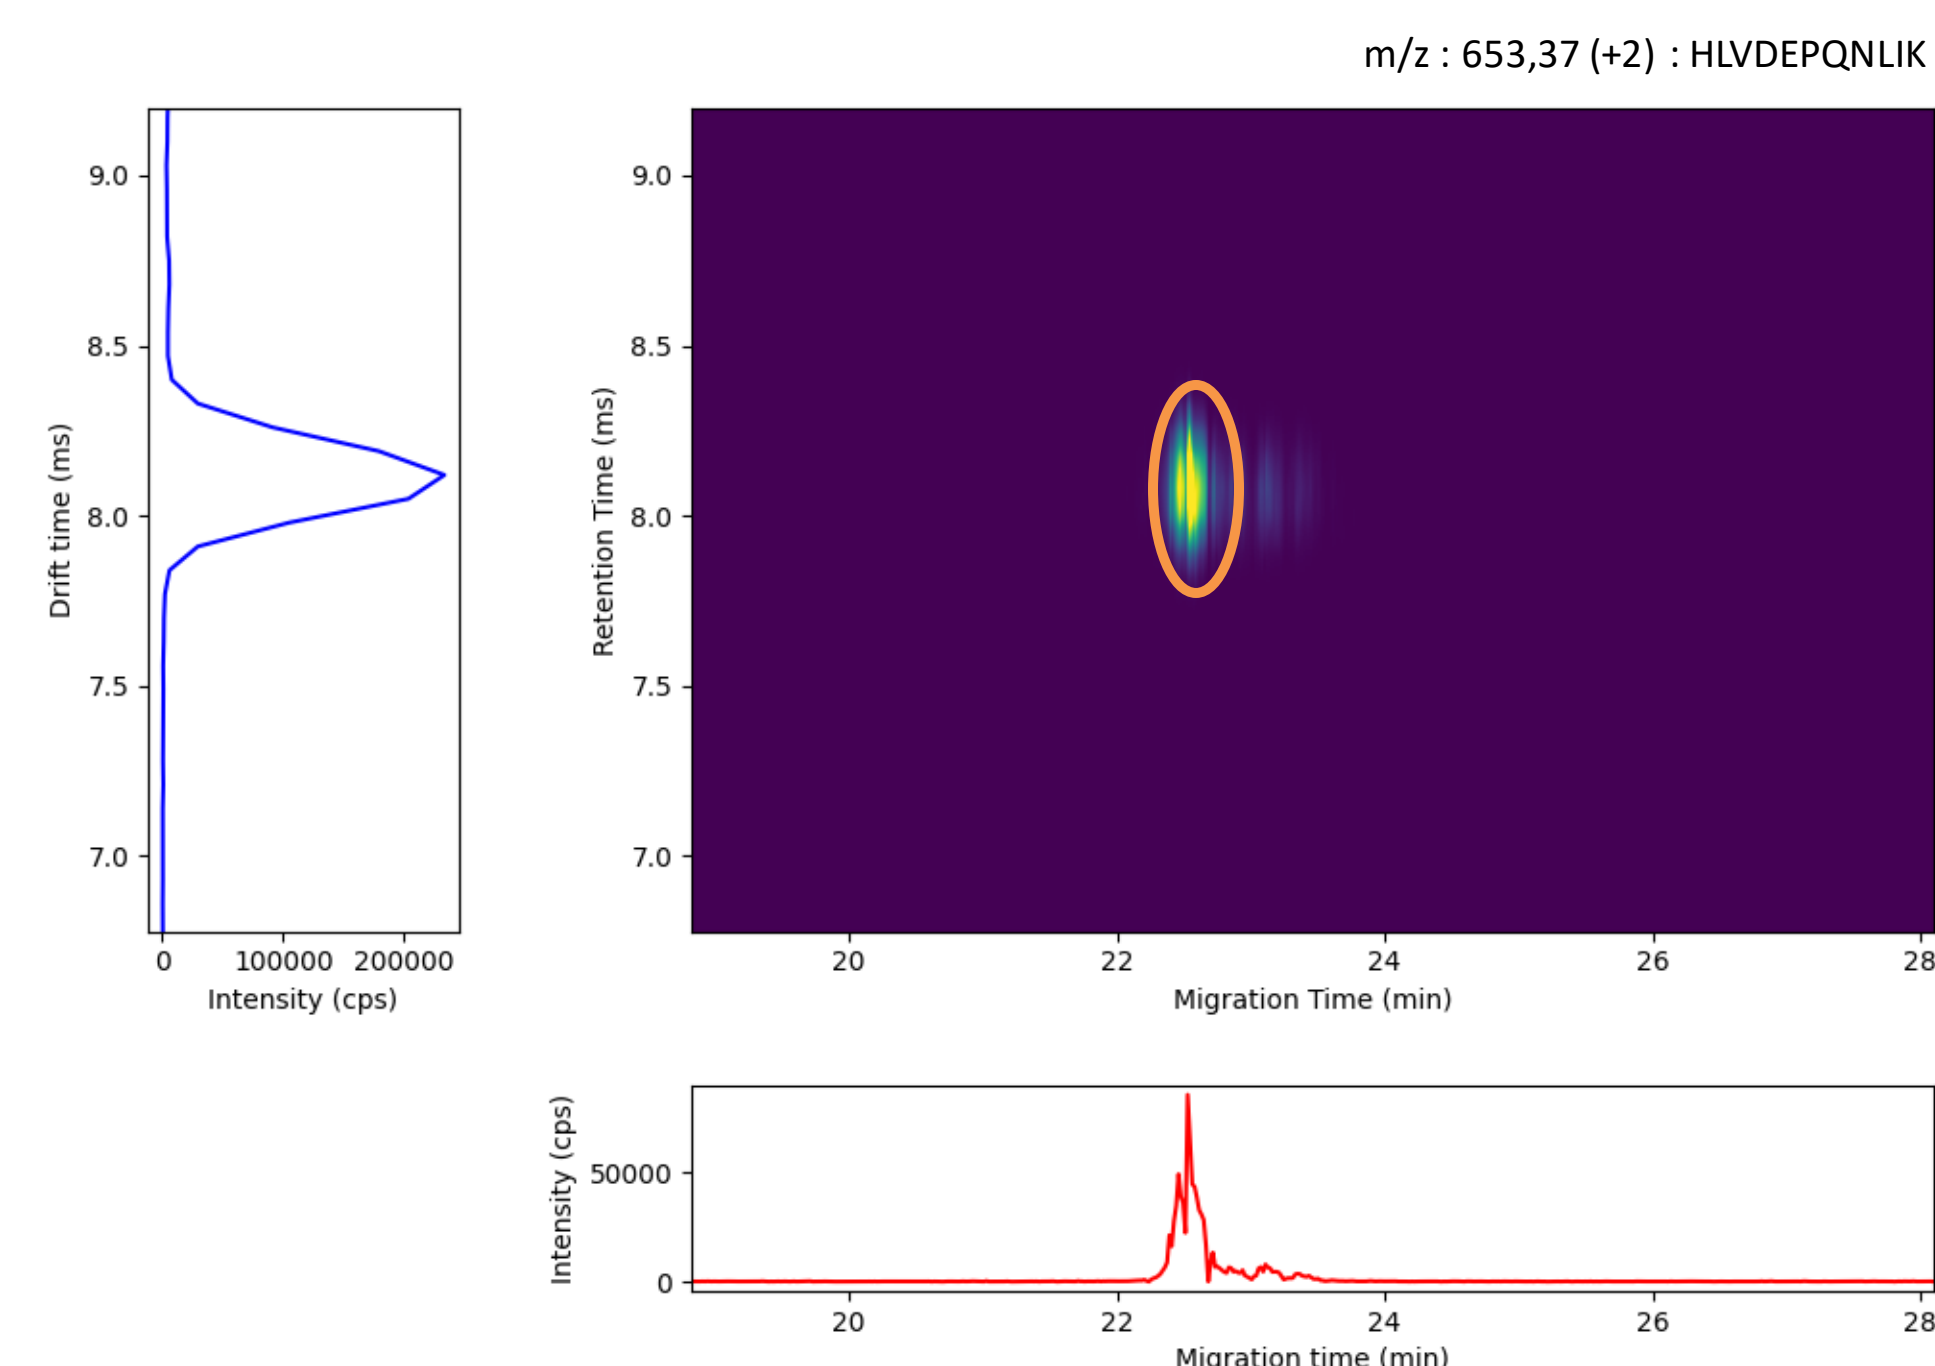 m/z : 653,37 (+2) : HLVDEPQNLIK
9.0
8.5
8.0
7.5
7.0
Drift time (ms)
0 100000 200000
Intensity (cps)
9.0
8.5
8.0
7.5
7.0
Retention Time (ms)
20 22 24 26 28
Migration Time (min)
50000
0
Intensity (cps)
20 22 24 26 28
Migration time (min)